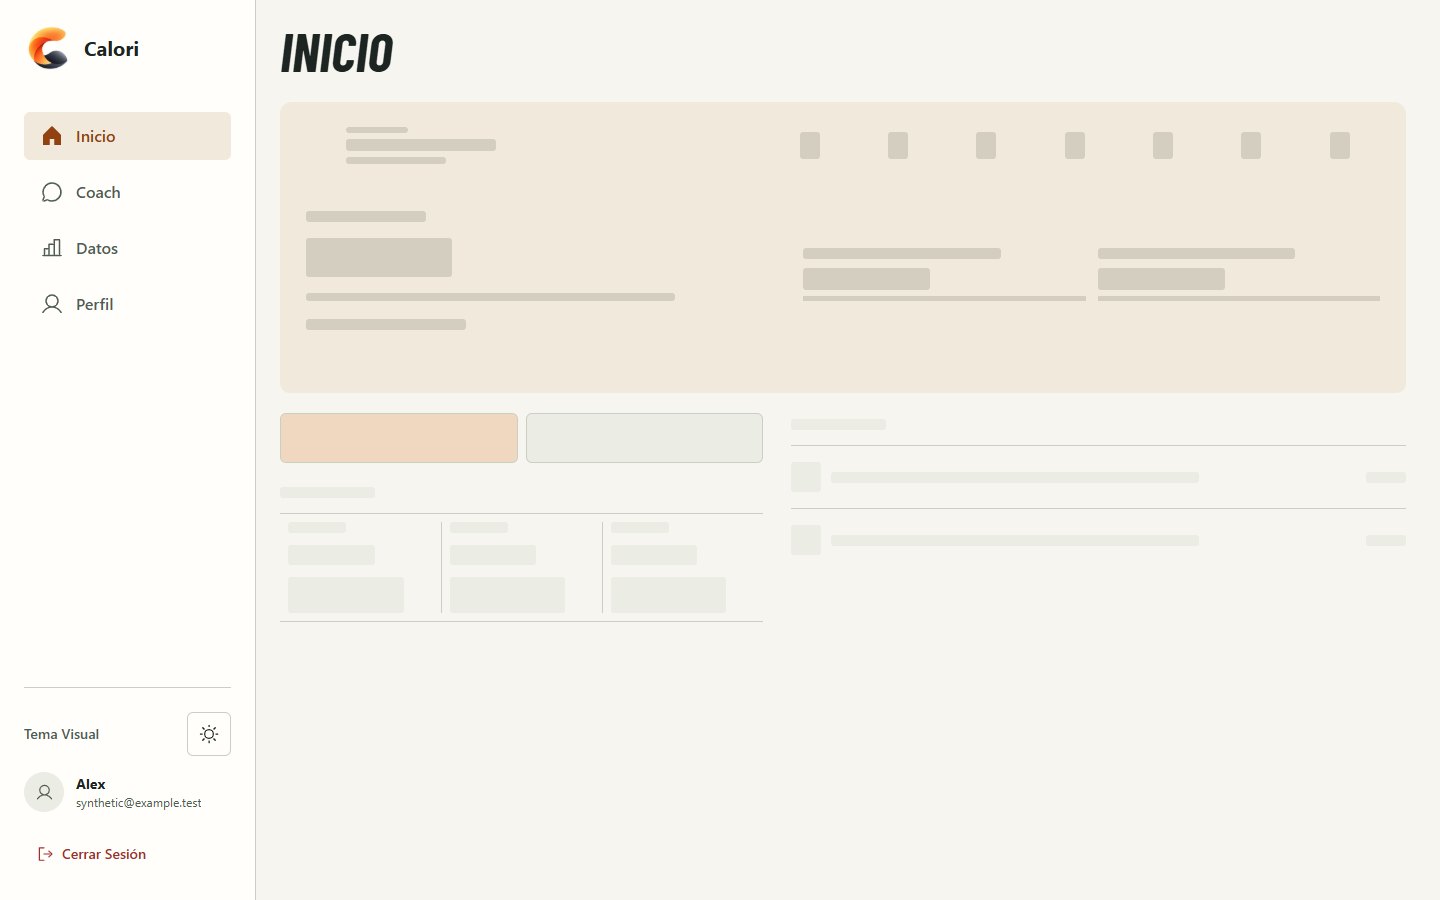 Calori
Inicio
Coach
Datos
Perfil
Tema Visual
Alex
synthetic@example.test
Cerrar Sesión
INICIO